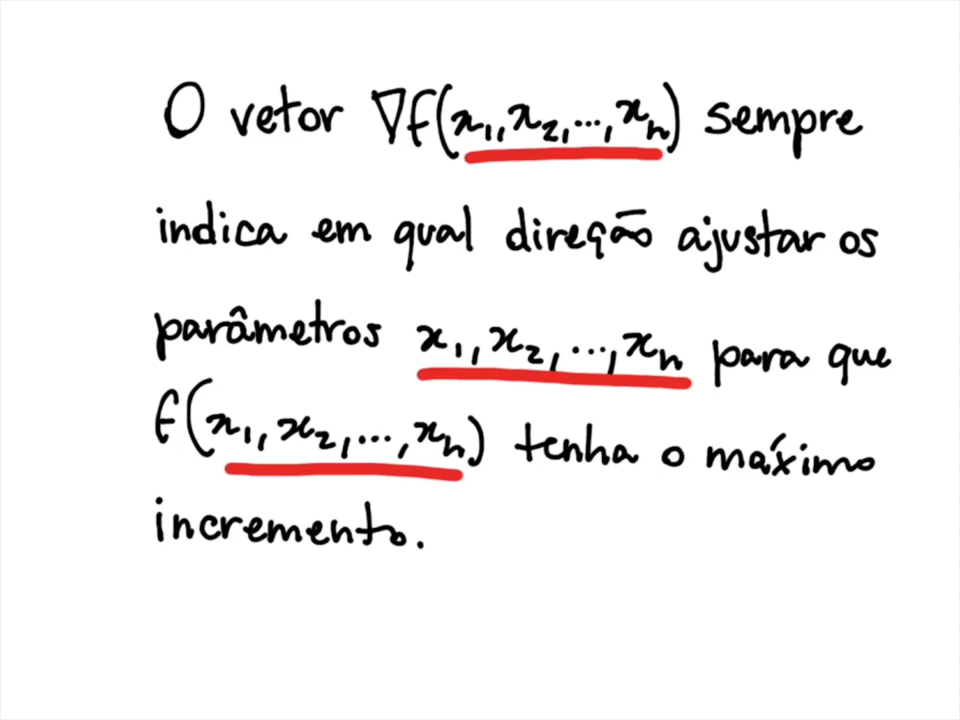 O vetor ∇f(x₁, x₂, ..., xₙ) sempre
indica em qual direção ajustar os
parâmetros x₁, x₂, ..., xₙ para que
f(x₁, x₂, ..., xₙ) tenha o máximo
incremento.